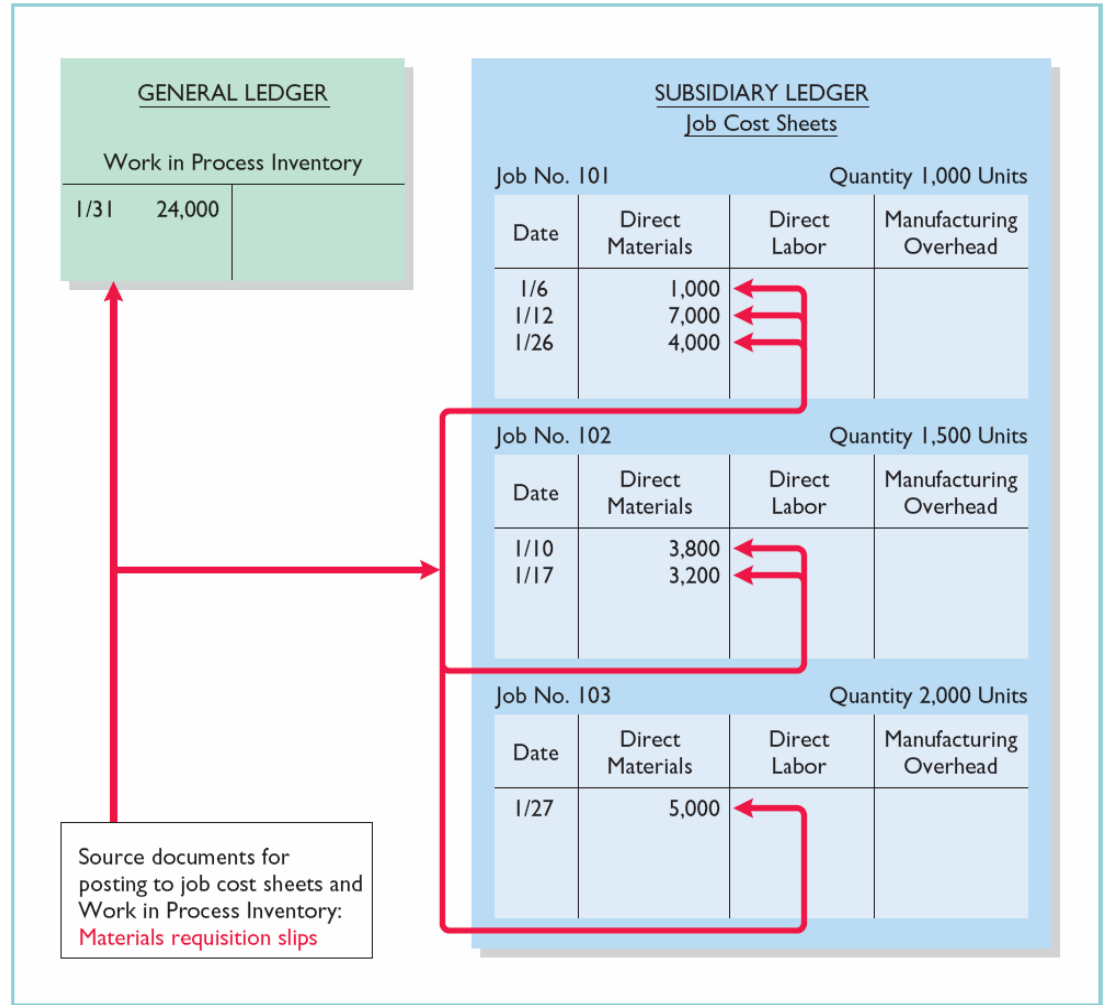 GENERAL LEDGER
Work in Process Inventory
1/31 24,000
Source documents for
posting to job cost sheets and
Work in Process Inventory:
Materials requisition slips
SUBSIDIARY LEDGER
Job Cost Sheets
Job No. 101 Quantity 1,000 Units
Date Direct Materials Direct Labor Manufacturing Overhead
1/6 1,000
1/12 7,000
1/26 4,000
Job No. 102 Quantity 1,500 Units
Date Direct Materials Direct Labor Manufacturing Overhead
1/10 3,800
1/17 3,200
Job No. 103 Quantity 2,000 Units
Date Direct Materials Direct Labor Manufacturing Overhead
1/27 5,000